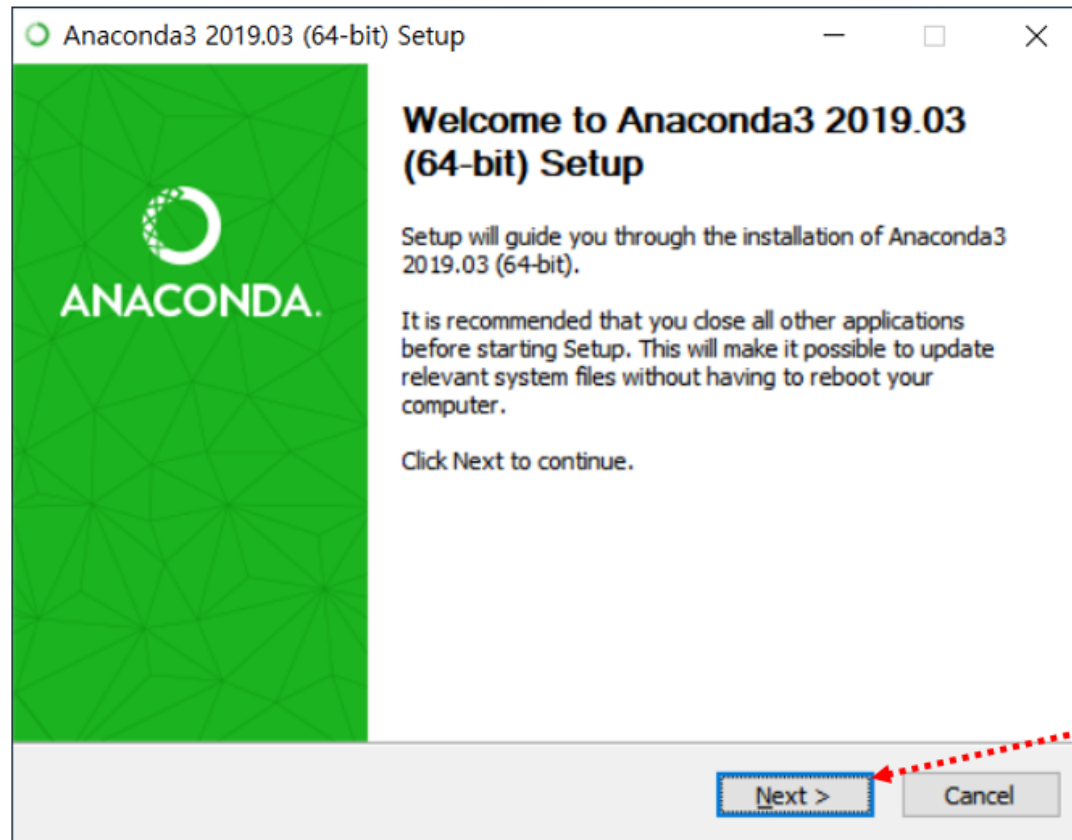 Anaconda3 2019.03 (64-bit) Setup
ANACONDA.
Welcome to Anaconda3 2019.03
(64-bit) Setup
Setup will guide you through the installation of Anaconda3
2019.03 (64-bit).
It is recommended that you close all other applications
before starting Setup. This will make it possible to update
relevant system files without having to reboot your
computer.
Click Next to continue.
Next >
Cancel